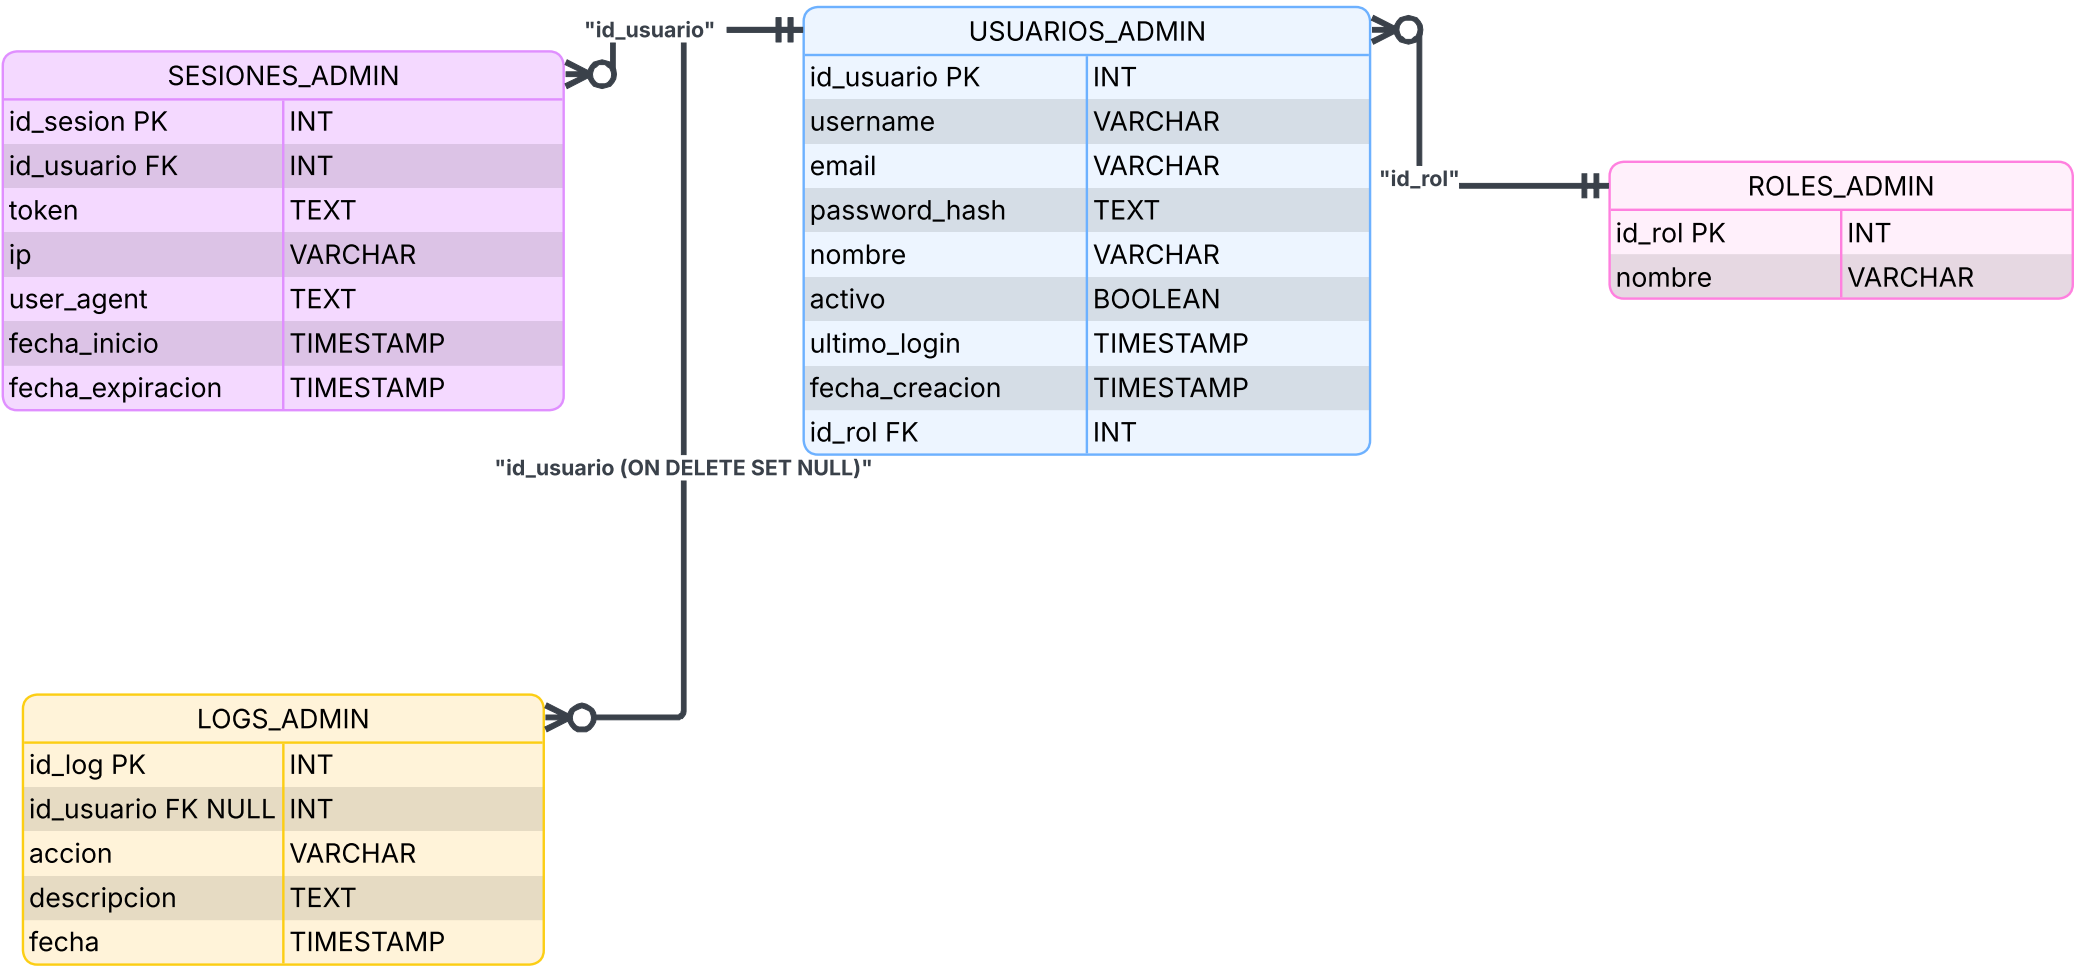 "id_usuario"
USUARIOS_ADMIN
id_usuario PK INT
username VARCHAR
email VARCHAR
password_hash TEXT
nombre VARCHAR
activo BOOLEAN
ultimo_login TIMESTAMP
fecha_creacion TIMESTAMP
id_rol FK INT
SESIONES_ADMIN
id_sesion PK INT
id_usuario FK INT
token TEXT
ip VARCHAR
user_agent TEXT
fecha_inicio TIMESTAMP
fecha_expiracion TIMESTAMP
"id_rol"
ROLES_ADMIN
id_rol PK INT
nombre VARCHAR
"id_usuario (ON DELETE SET NULL)"
LOGS_ADMIN
id_log PK INT
id_usuario FK NULL INT
accion VARCHAR
descripcion TEXT
fecha TIMESTAMP